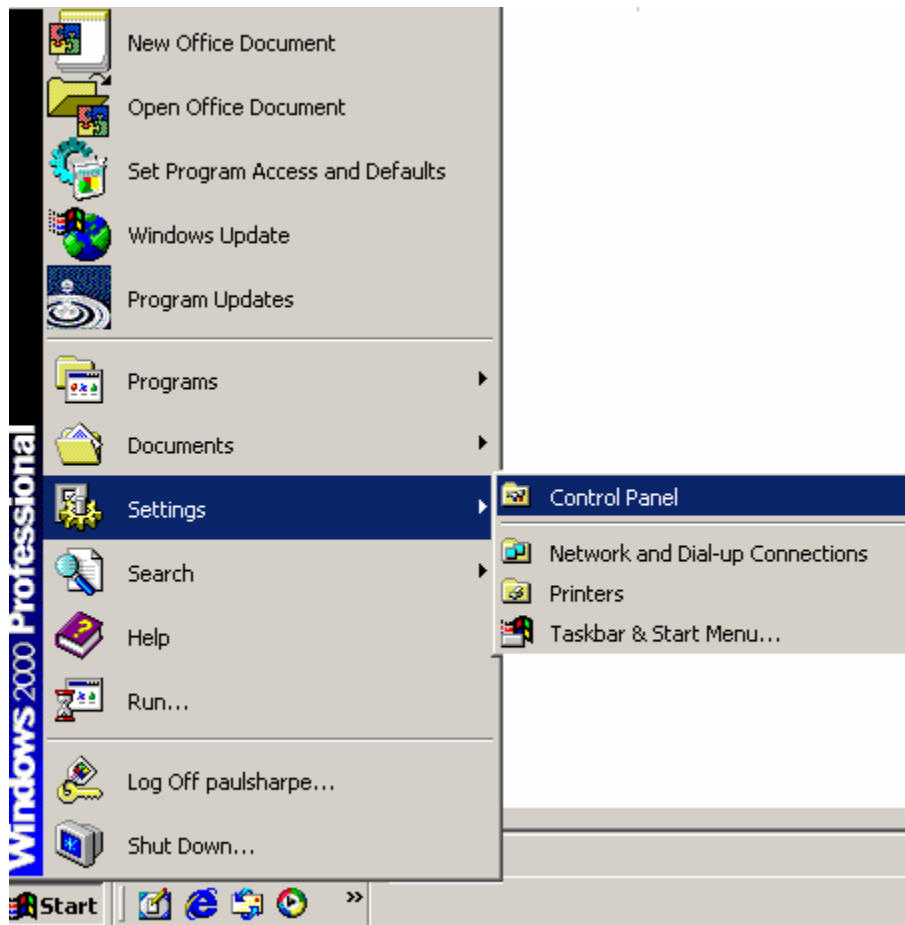 New Office Document
Open Office Document
Set Program Access and Defaults
Windows Update
Program Updates
Programs
Documents
Settings
Search
Help
Run...
Log Off paulsharpe...
Shut Down...
Control Panel
Network and Dial-up Connections
Printers
Taskbar & Start Menu...
Windows 2000 Professional
Start
»